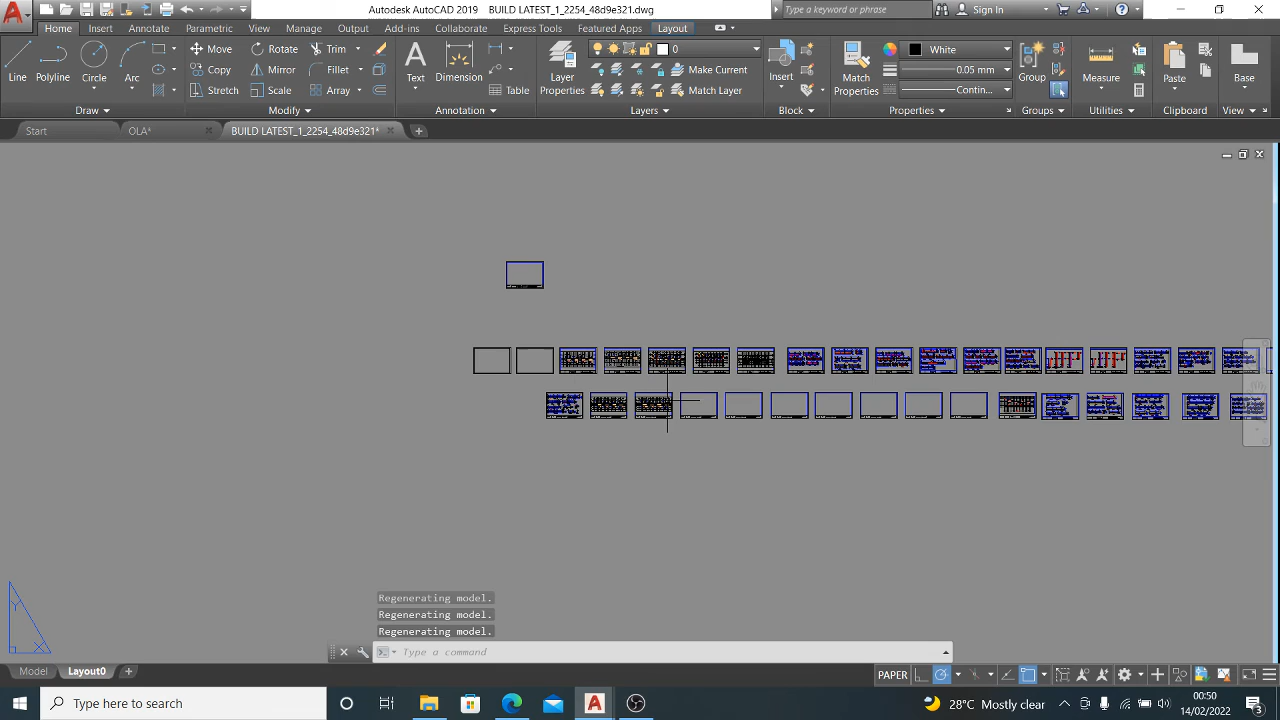 Autodesk AutoCAD 2019 BUILD LATEST_1_2254_48d9e321.dwg
Type a keyword or phrase
Sign In
Home Insert Annotate Parametric View Manage Output Add-ins Collaborate Express Tools Featured Apps Layout
Line Polyline Circle Arc
Move Rotate Trim
Copy Mirror Fillet
Stretch Scale Array
Text Dimension Table
Layer Properties
0
Make Current
Match Layer
Insert
Match Properties
White
0.05 mm
Contin...
Group Measure Paste Base
Draw Modify Annotation Layers Block Properties Groups Utilities Clipboard View
Start OLA* BUILD LATEST_1_2254_48d9e321*
Y
X
Regenerating model.
Regenerating model.
Regenerating model.
Type a command
Model Layout0
PAPER
Type here to search
28°C Mostly clear
00:50
14/02/2022
3